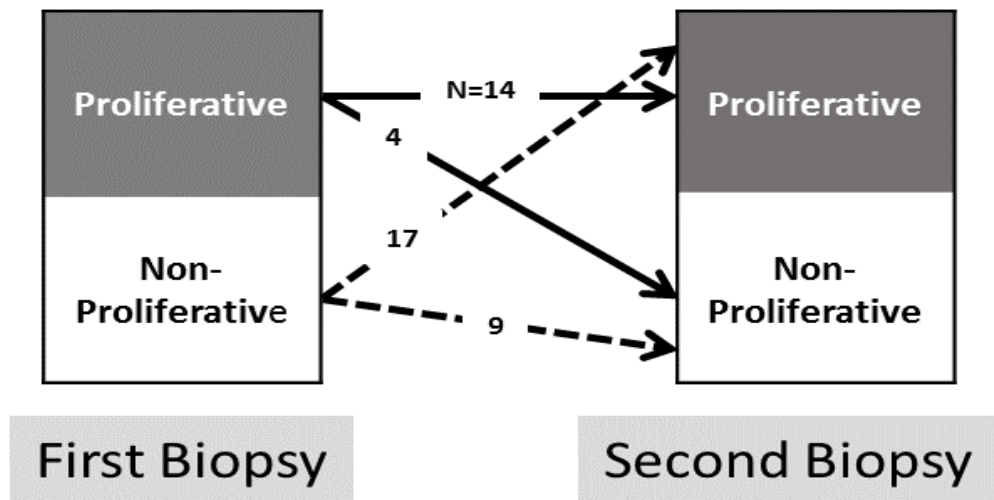 Proliferative
N=14
Proliferative
4
17
Non-
Proliferative
Non-
Proliferative
9
First Biopsy
Second Biopsy